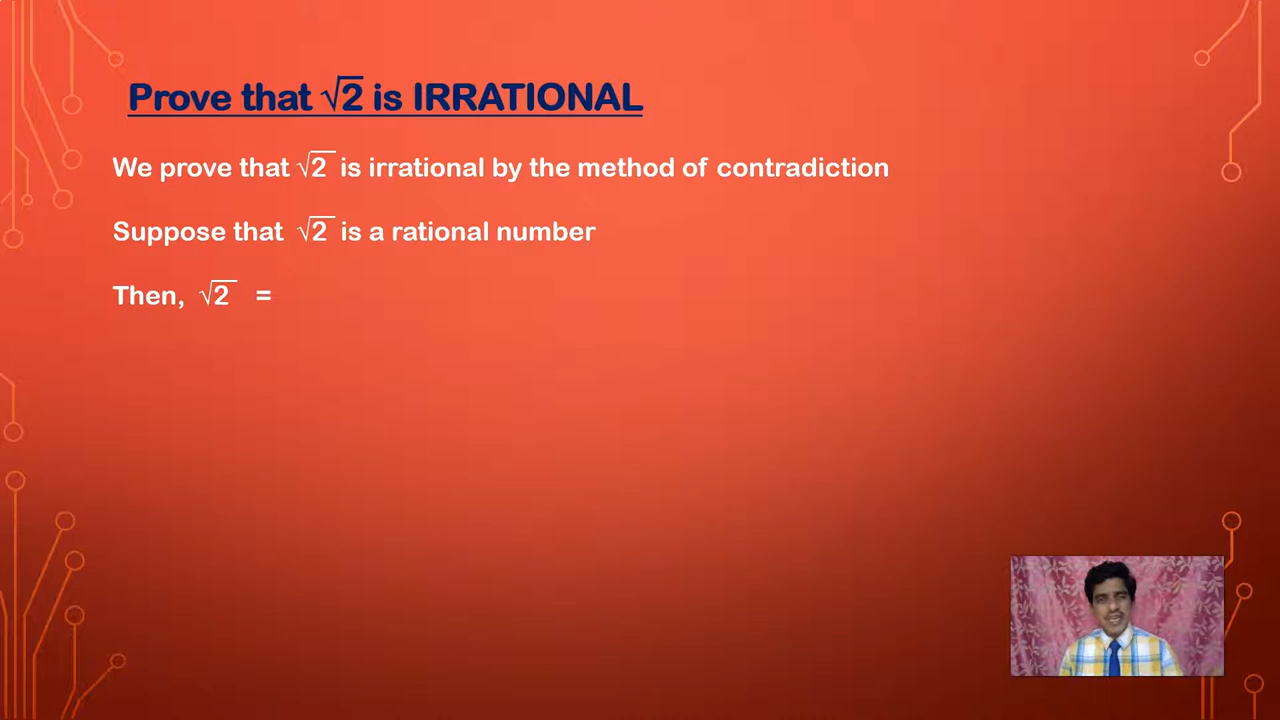 Prove that √2 is IRRATIONAL
We prove that √2 is irrational by the method of contradiction
Suppose that √2 is a rational number
Then, √2 =